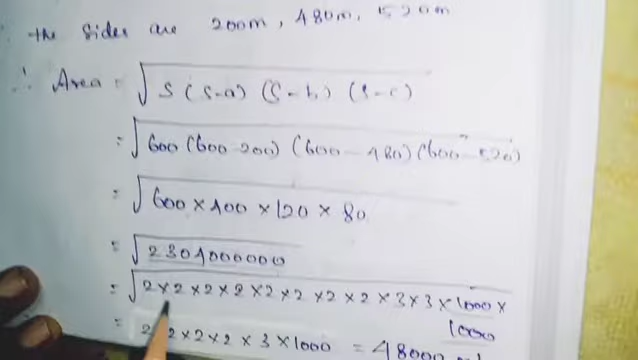 the sides are 200m, 480m, 520m
∴ Area = √S (S-a) (S-b) (S-c)
= √600 (600-200) (600-480) (600-520)
= √600 × 400 × 120 × 80
= √2304000000
= √2×2×2×2×2×2×2×2×3×3×1000×
1000
= 2×2×2×2×3×1000 = 48000